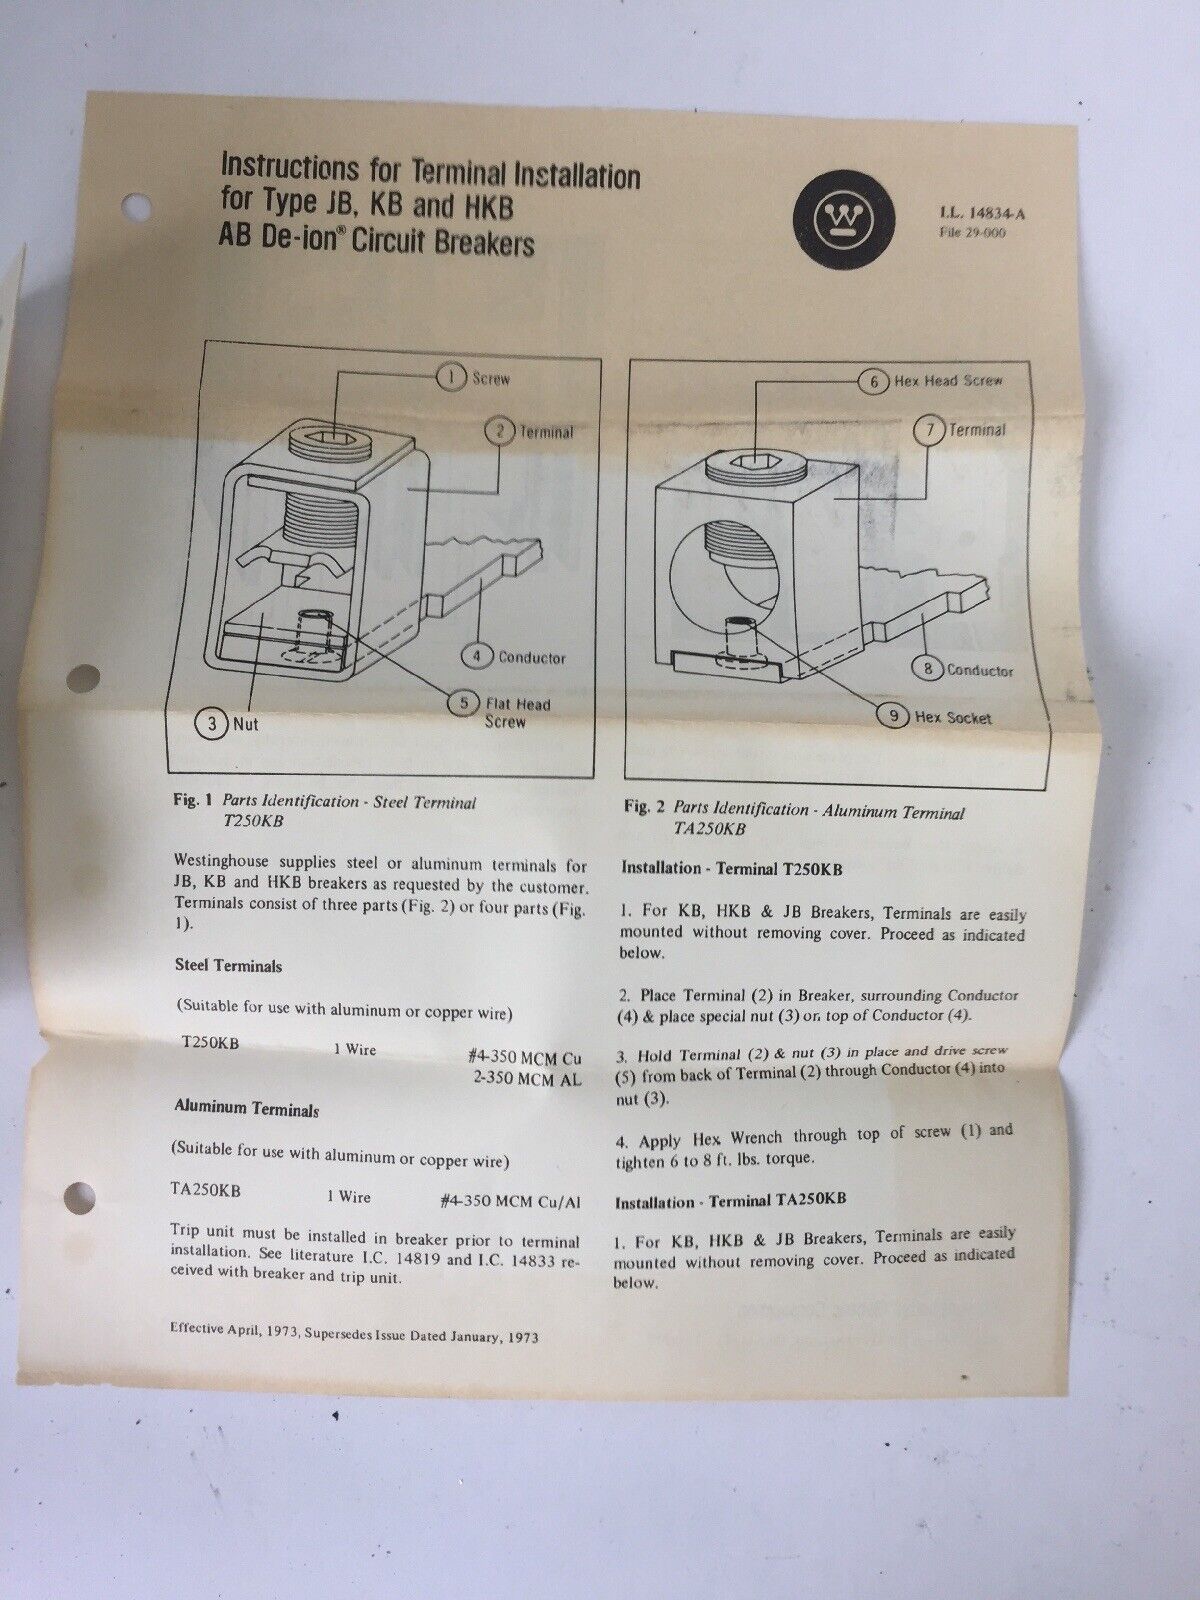 Instructions for Terminal Installation
for Type JB, KB and HKB
AB De-ion® Circuit Breakers
W
I.L. 14834-A
File 29-000
1 Screw
2 Terminal
4 Conductor
5 Flat Head
Screw
3 Nut
6 Hex Head Screw
7 Terminal
8 Conductor
9 Hex Socket
Fig. 1 Parts Identification - Steel Terminal
T250KB
Westinghouse supplies steel or aluminum terminals for
JB, KB and HKB breakers as requested by the customer.
Terminals consist of three parts (Fig. 2) or four parts (Fig.
1).
Steel Terminals
(Suitable for use with aluminum or copper wire)
T250KB 1 Wire #4-350 MCM Cu
2-350 MCM AL
Aluminum Terminals
(Suitable for use with aluminum or copper wire)
TA250KB 1 Wire #4-350 MCM Cu/Al
Trip unit must be installed in breaker prior to terminal
installation. See literature I.C. 14819 and I.C. 14833 re-
ceived with breaker and trip unit.
Effective April, 1973, Supersedes Issue Dated January, 1973
Fig. 2 Parts Identification - Aluminum Terminal
TA250KB
Installation - Terminal T250KB
1. For KB, HKB & JB Breakers, Terminals are easily
mounted without removing cover. Proceed as indicated
below.
2. Place Terminal (2) in Breaker, surrounding Conductor
(4) & place special nut (3) on top of Conductor (4).
3. Hold Terminal (2) & nut (3) in place and drive screw
(5) from back of Terminal (2) through Conductor (4) into
nut (3).
4. Apply Hex Wrench through top of screw (1) and
tighten 6 to 8 ft. lbs. torque.
Installation - Terminal TA250KB
1. For KB, HKB & JB Breakers, Terminals are easily
mounted without removing cover. Proceed as indicated
below.